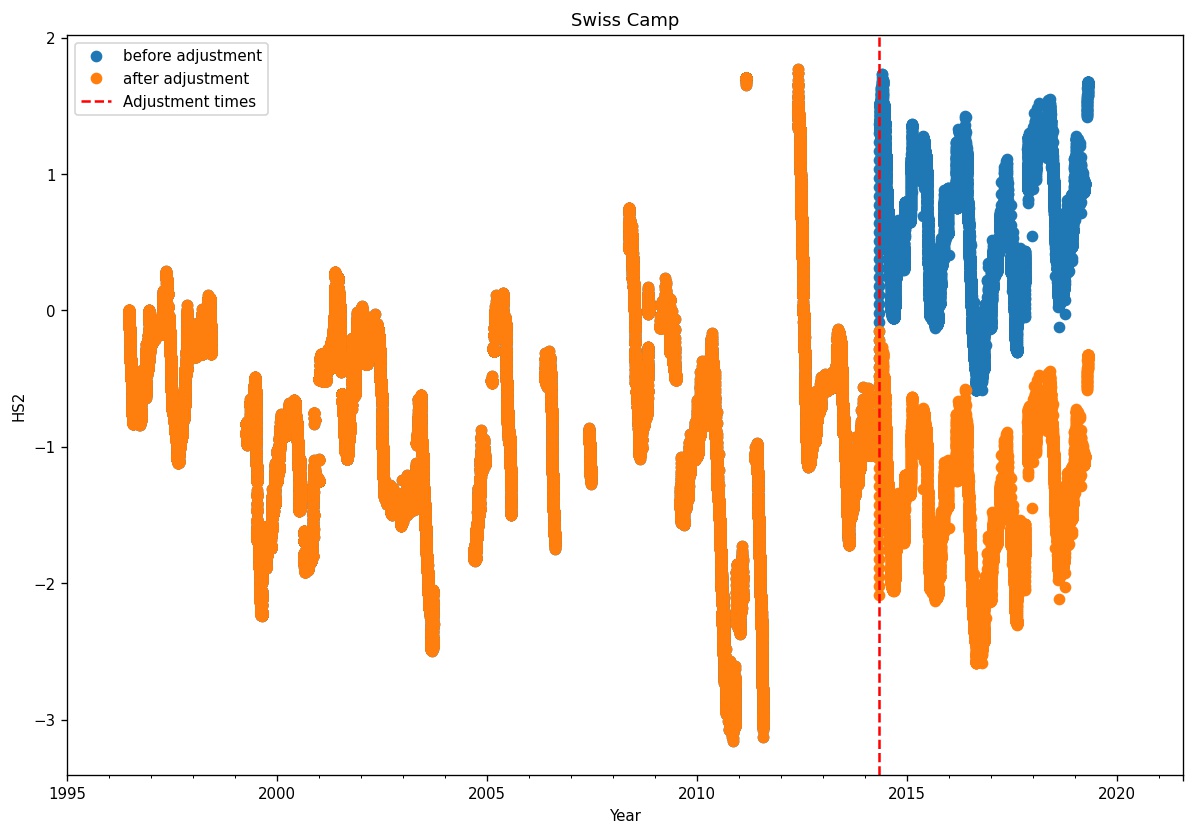 Swiss Camp
before adjustment
after adjustment
Adjustment times
HS2
2
1
0
−1
−2
−3
1995 2000 2005 2010 2015 2020
Year